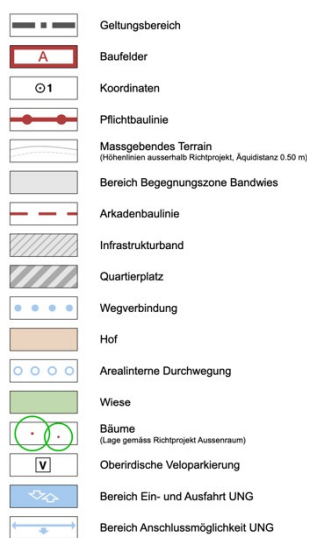 Geltungsbereich
A
Baufelder
1
Koordinaten
Pflichtbaulinie
Massgebendes Terrain
(Höhenlinien ausserhalb Richtprojekt, Äquidistanz 0.50 m)
Bereich Begegnungszone Bandwies
Arkadenbaulinie
Infrastrukturband
Quartierplatz
Wegverbindung
Hof
Arealinterne Durchwegung
Wiese
Bäume
(Lage gemäss Richtprojekt Aussenraum)
V
Oberirdische Veloparkierung
Bereich Ein- und Ausfahrt UNG
Bereich Anschlussmöglichkeit UNG